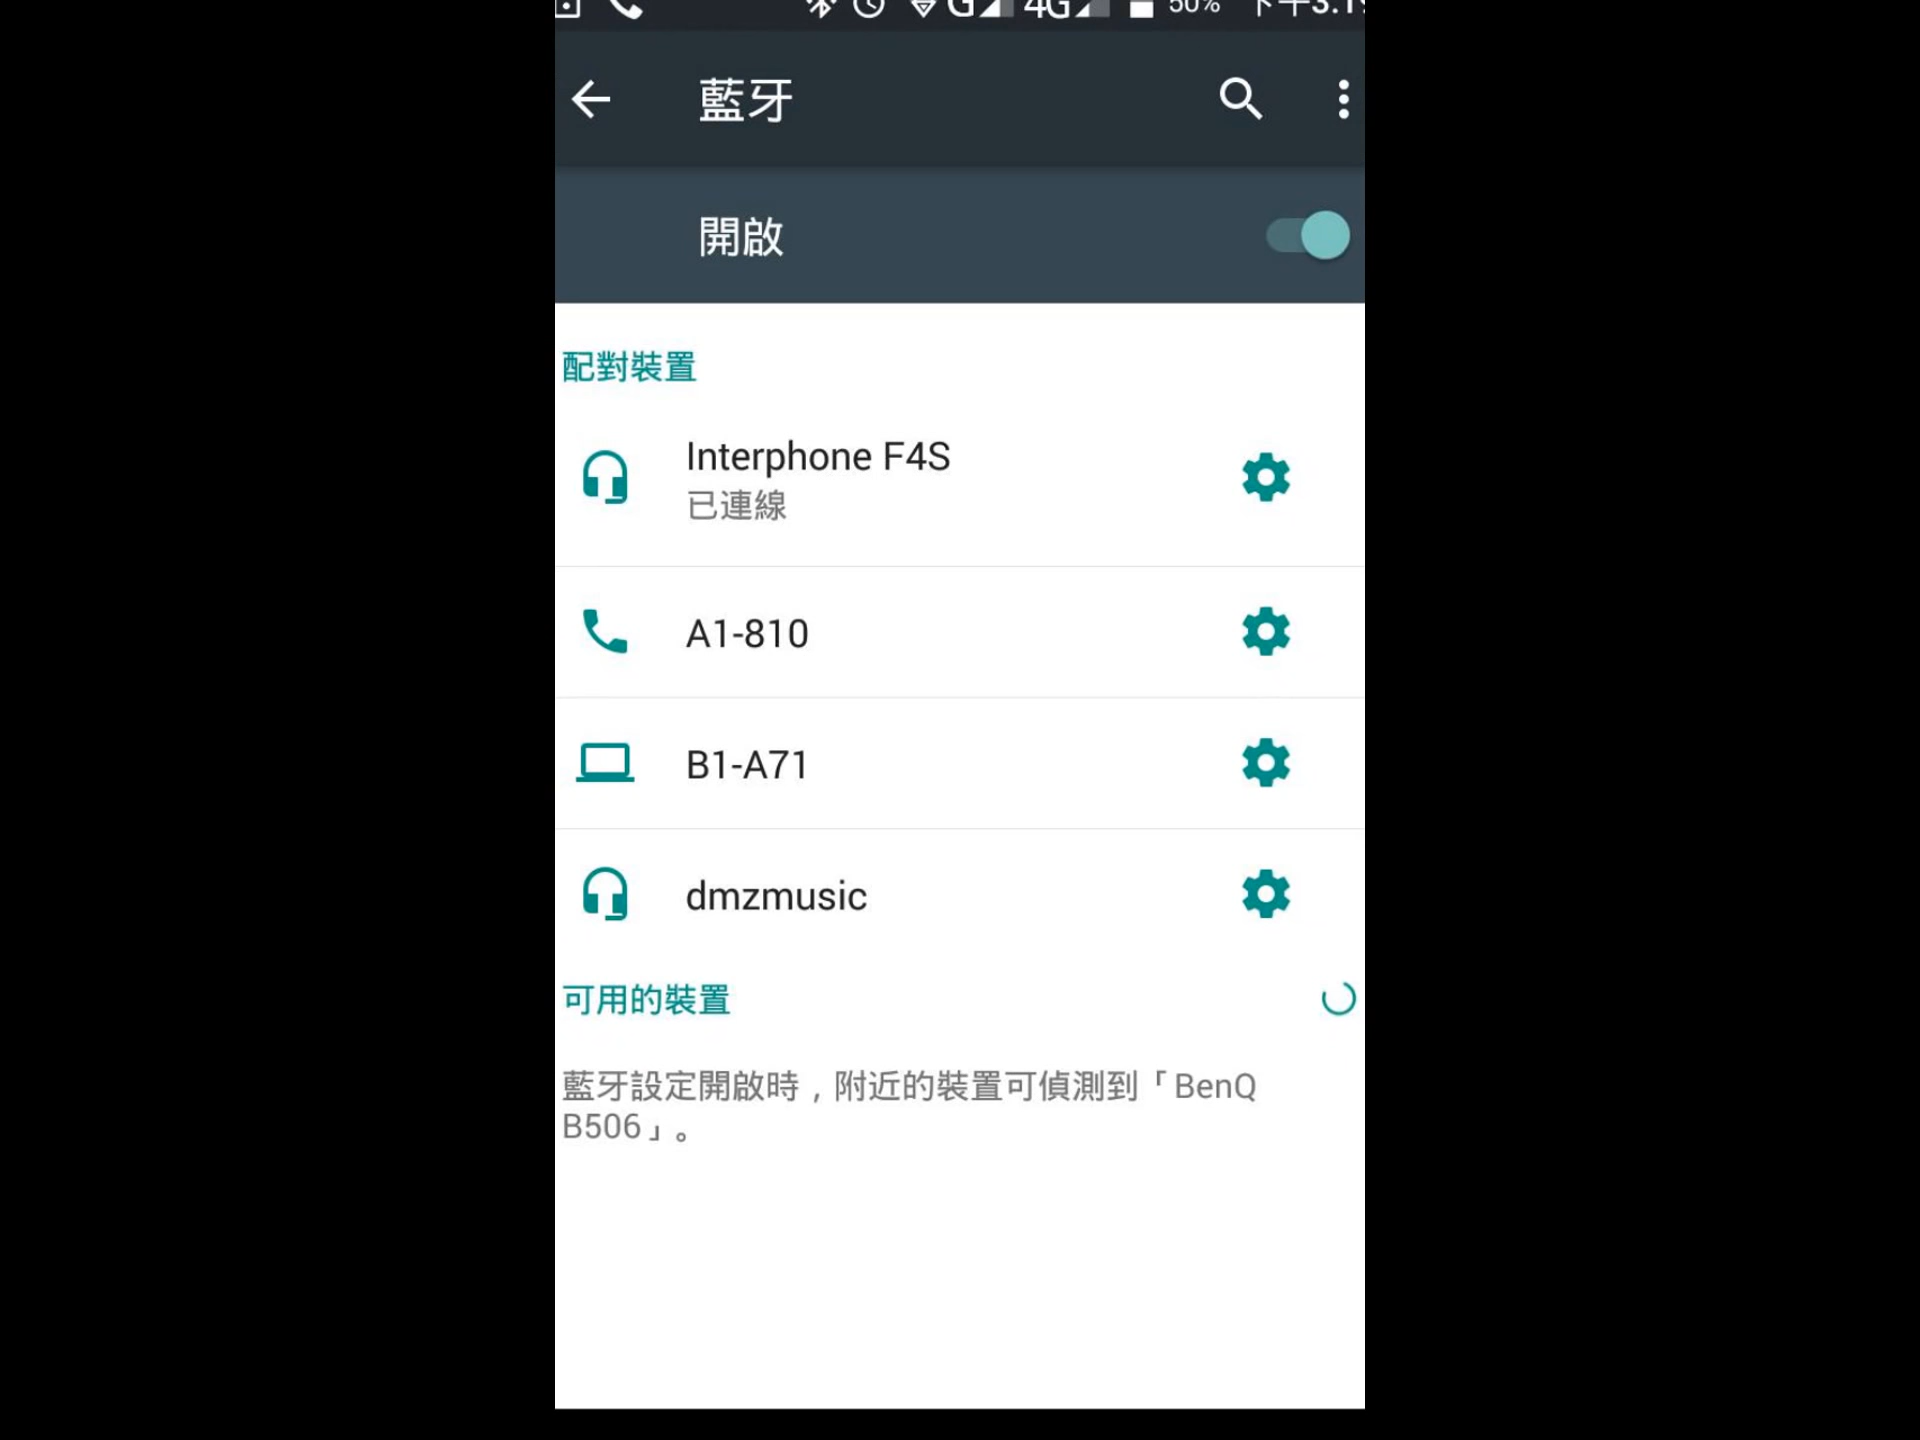 G 4G 50%
藍牙
開啟
配對裝置
Interphone F4S
已連線
A1-810
B1-A71
dmzmusic
可用的裝置
藍牙設定開啟時，附近的裝置可偵測到「BenQ
B506」。